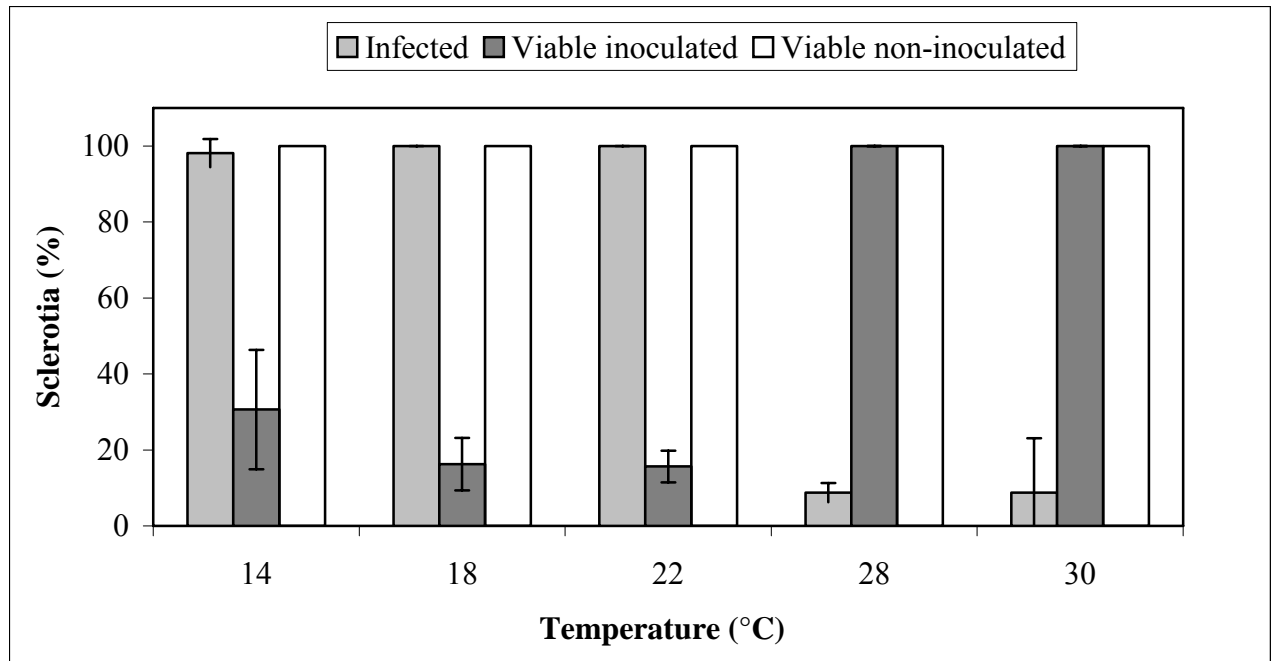 Infected Viable inoculated Viable non-inoculated
100
80
60
40
20
0
Sclerotia (%)
14 18 22 28 30
Temperature (°C)